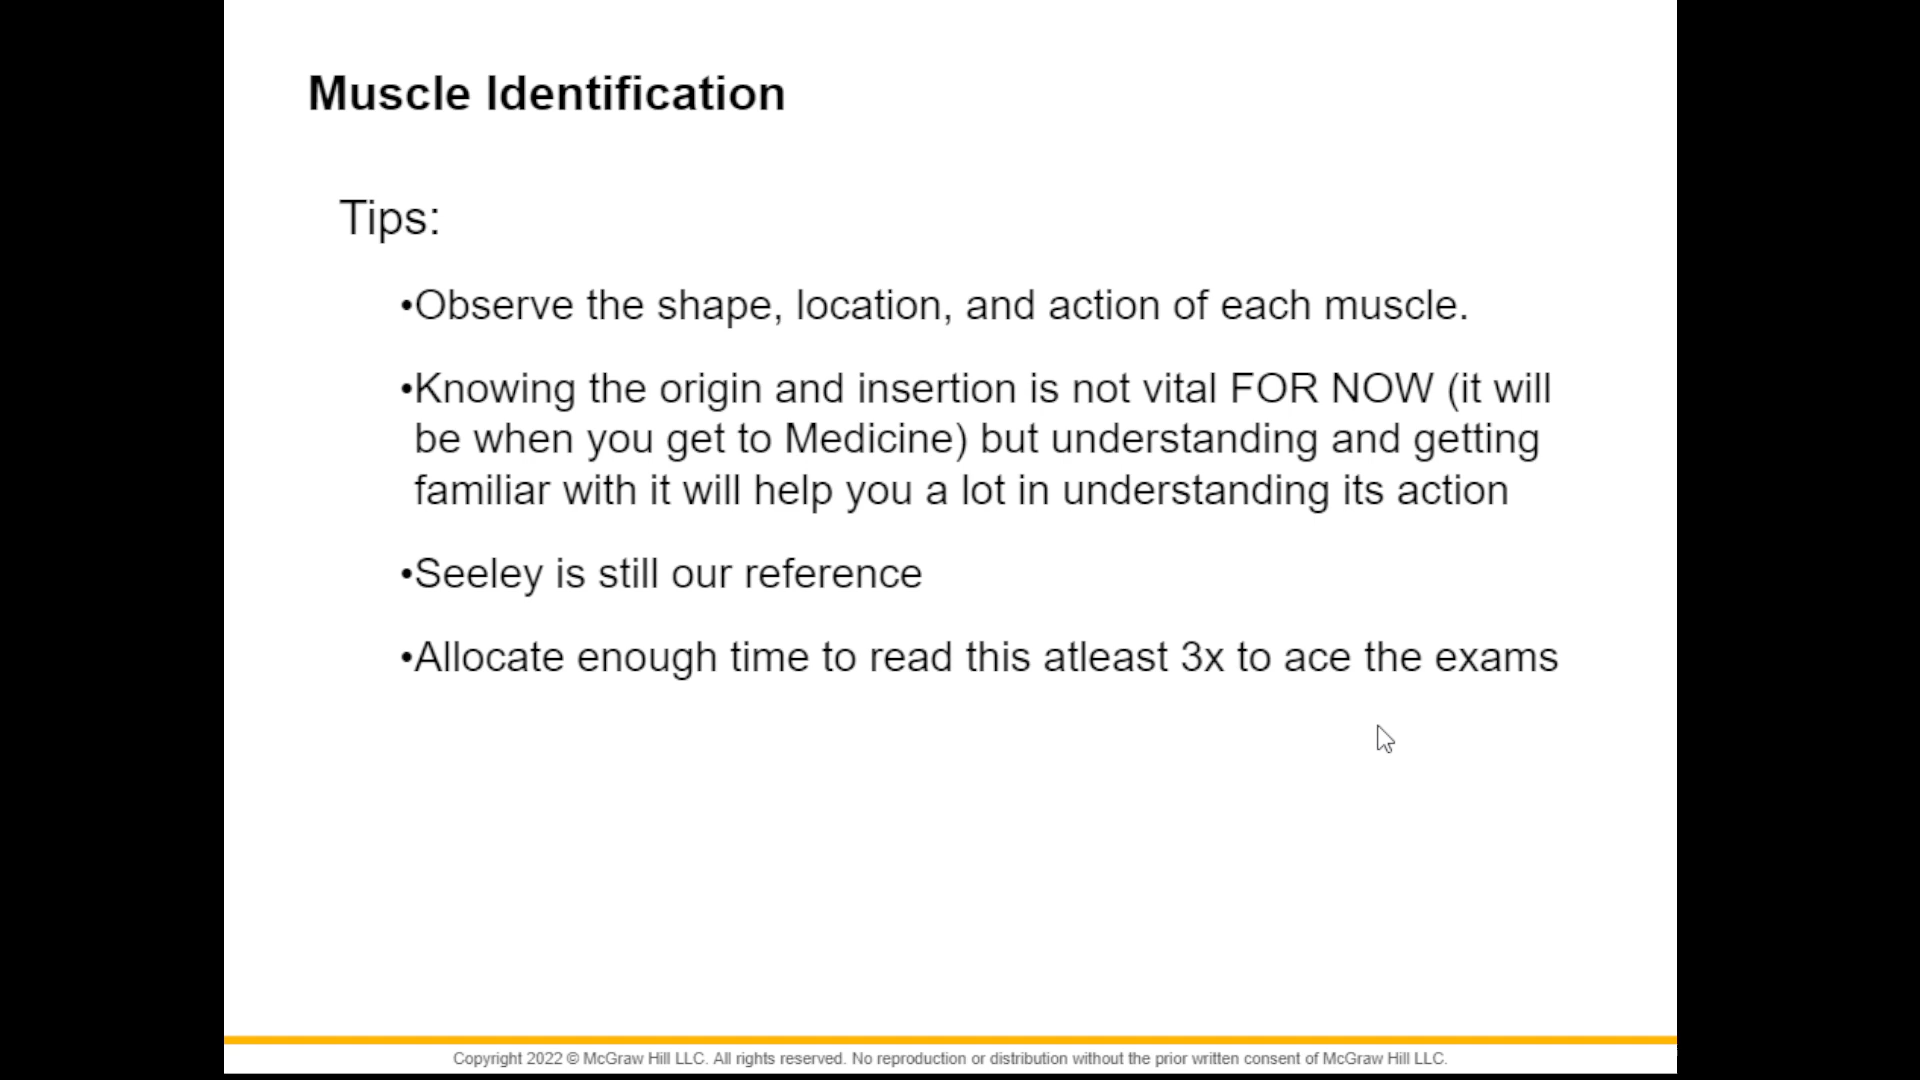 Muscle Identification
Tips:
•Observe the shape, location, and action of each muscle.
•Knowing the origin and insertion is not vital FOR NOW (it will
be when you get to Medicine) but understanding and getting
familiar with it will help you a lot in understanding its action
•Seeley is still our reference
•Allocate enough time to read this atleast 3x to ace the exams
Copyright 2022 © McGraw Hill LLC. All rights reserved. No reproduction or distribution without the prior written consent of McGraw Hill LLC.